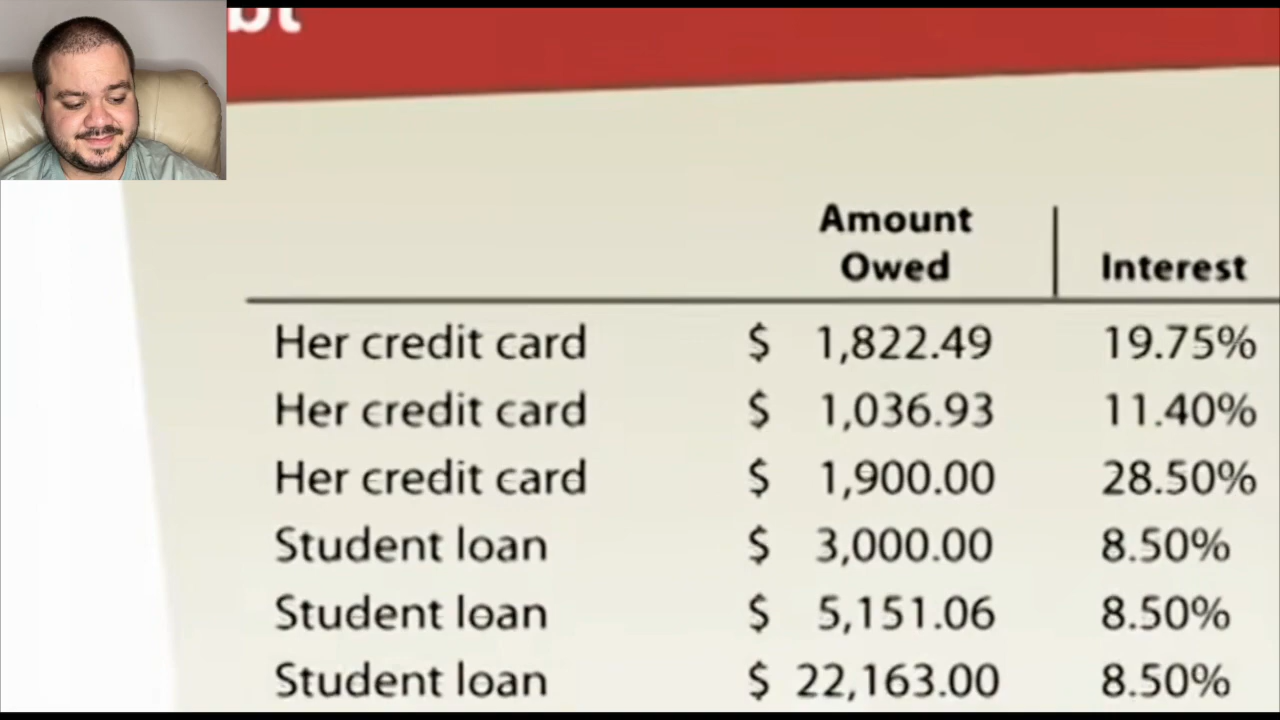 Amount
Owed Interest
Her credit card $ 1,822.49 19.75%
Her credit card $ 1,036.93 11.40%
Her credit card $ 1,900.00 28.50%
Student loan $ 3,000.00 8.50%
Student loan $ 5,151.06 8.50%
Student loan $ 22,163.00 8.50%